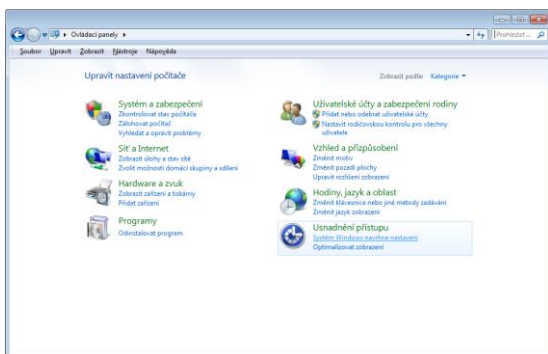 Ovládací panely
Prohledat ...
Soubor Upravit Zobrazit Nástroje Nápověda
Upravit nastavení počítače
Zobrazit podle Kategorie
Systém a zabezpečení
Zkontrolovat stav počítače
Zálohovat počítač
Vyhledat a opravit problémy
Síť a Internet
Zobrazit úlohy a stav sítě
Zvolit možnosti domácí skupiny a sdílení
Hardware a zvuk
Zobrazit zařízení a tiskárny
Přidat zařízení
Programy
Odinstalovat program
Uživatelské účty a zabezpečení rodiny
Přidat nebo odebrat uživatelské účty
Nastavit rodičovskou kontrolu pro všechny
uživatele
Vzhled a přizpůsobení
Změnit motiv
Změnit pozadí plochy
Upravit rozlišení zobrazení
Hodiny, jazyk a oblast
Změnit klávesnice nebo jiné metody zadávání
Změnit jazyk zobrazení
Usnadnění přístupu
Systém Windows navrhne nastavení
Optimalizovat zobrazení